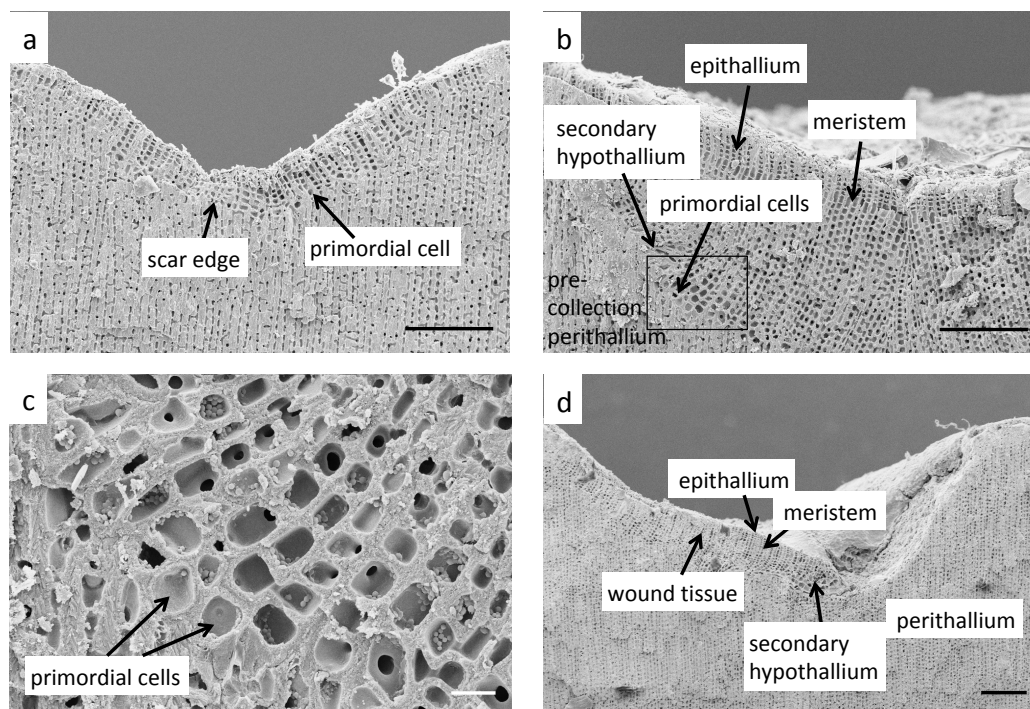 a
scar edge
primordial cell
b
epithallium
secondary
hypothallium
meristem
primordial cells
pre-
collection
perithallium
c
primordial cells
d
epithallium
meristem
wound tissue
secondary
hypothallium
perithallium